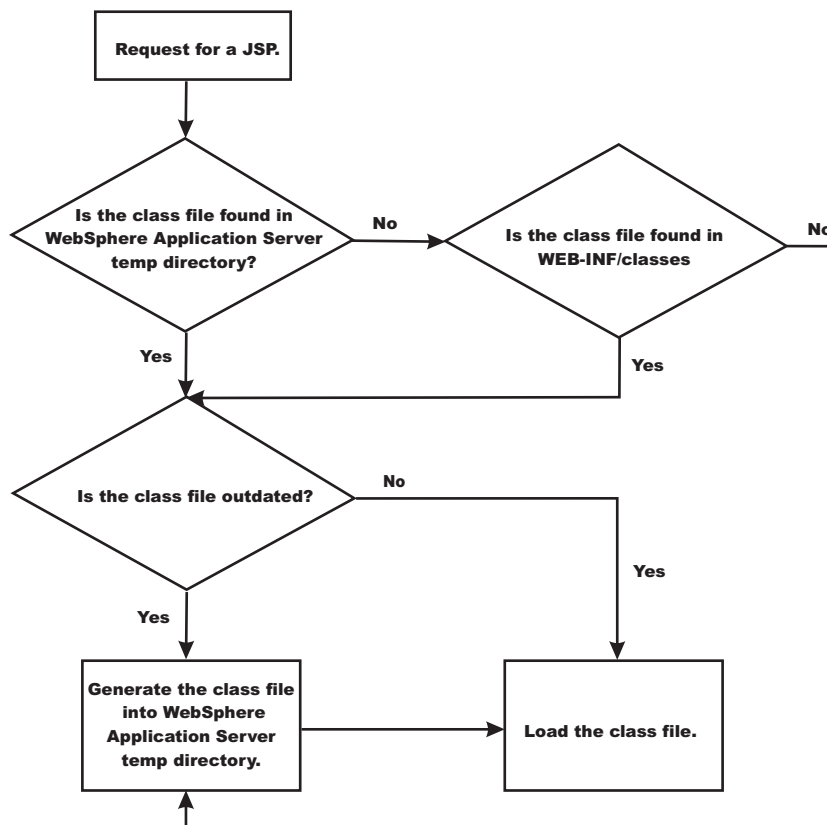 Request for a JSP.
Is the class file found in
WebSphere Application Server
temp directory?
No
Is the class file found in
WEB-INF/classes
No
Yes
Yes
Is the class file outdated?
No
Yes
Yes
Generate the class file
into WebSphere
Application Server
temp directory.
Load the class file.